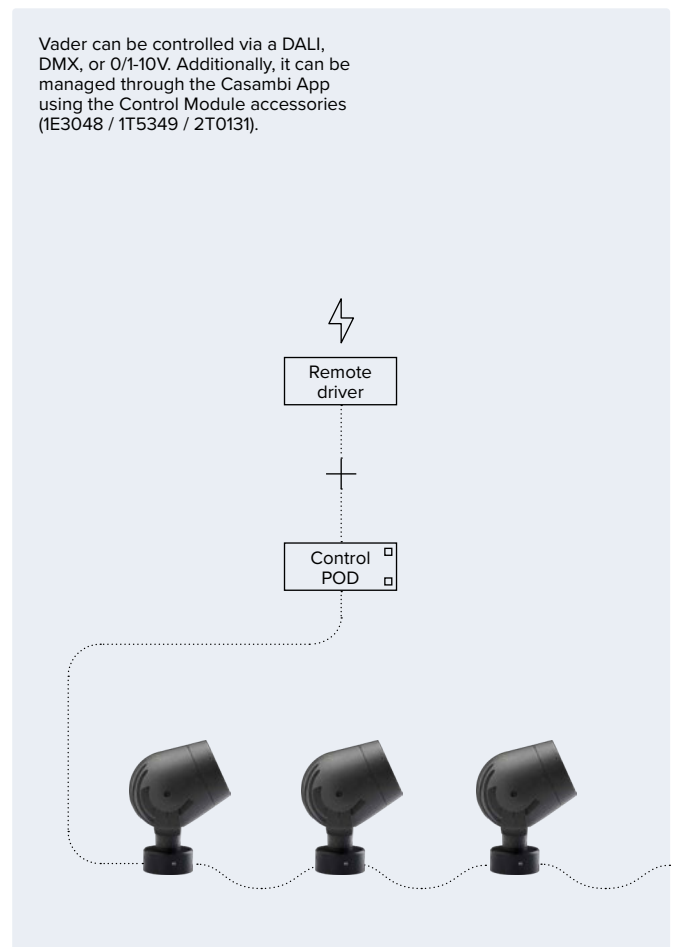 Vader can be controlled via a DALI,
DMX, or 0/1-10V. Additionally, it can be
managed through the Casambi App
using the Control Module accessories
(1E3048 / 1T5349 / 2T0131).
Remote
driver
Control
POD